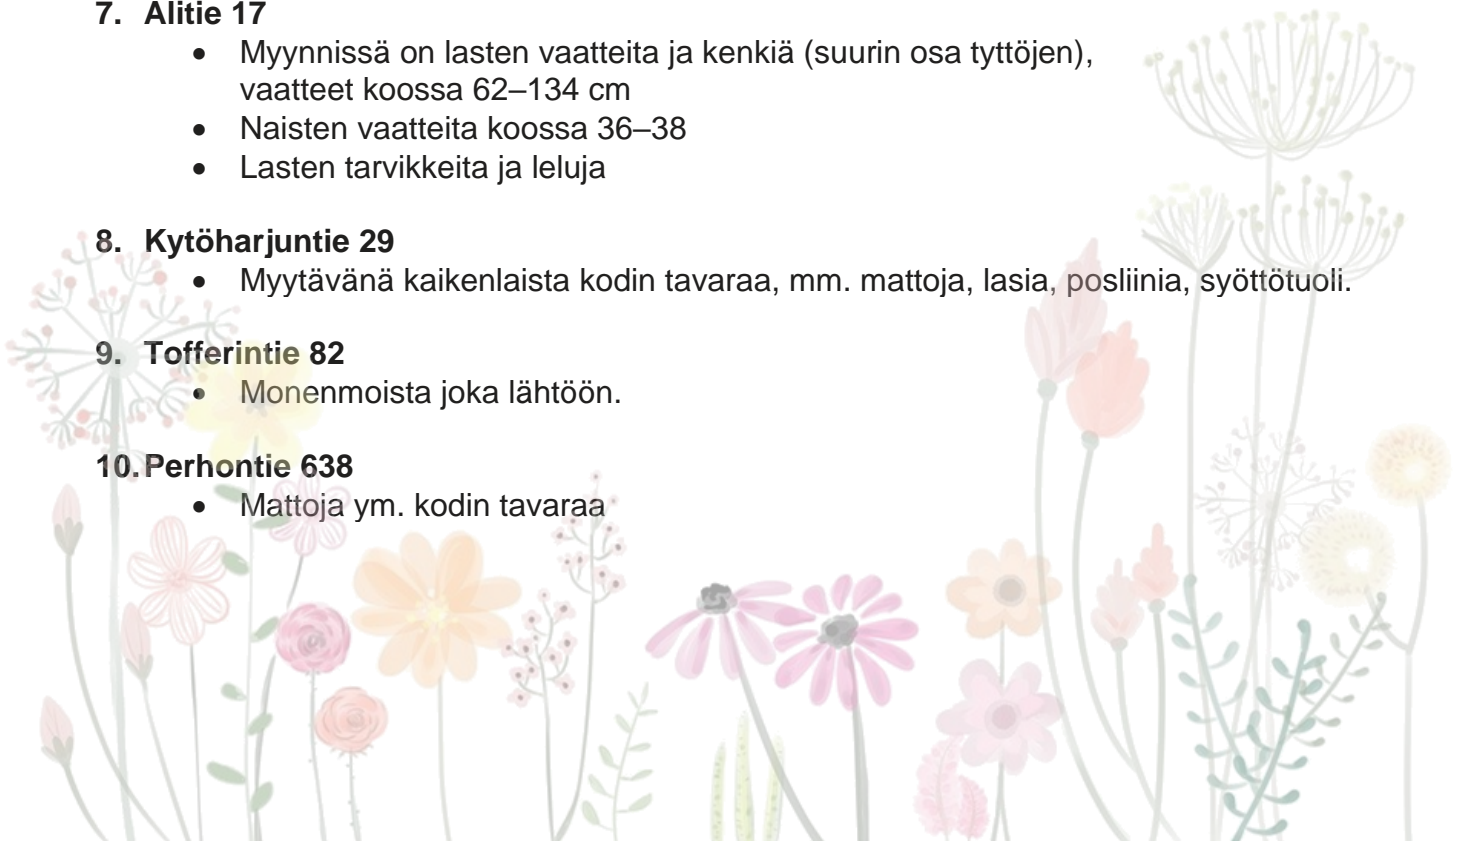 7. Alitie 17
• Myynnissä on lasten vaatteita ja kenkiä (suurin osa tyttöjen),
vaatteet koossa 62–134 cm
• Naisten vaatteita koossa 36–38
• Lasten tarvikkeita ja leluja
8. Kytöharjuntie 29
• Myytävänä kaikenlaista kodin tavaraa, mm. mattoja, lasia, posliinia, syöttötuoli.
9. Tofferintie 82
• Monenmoista joka lähtöön.
10. Perhontie 638
• Mattoja ym. kodin tavaraa